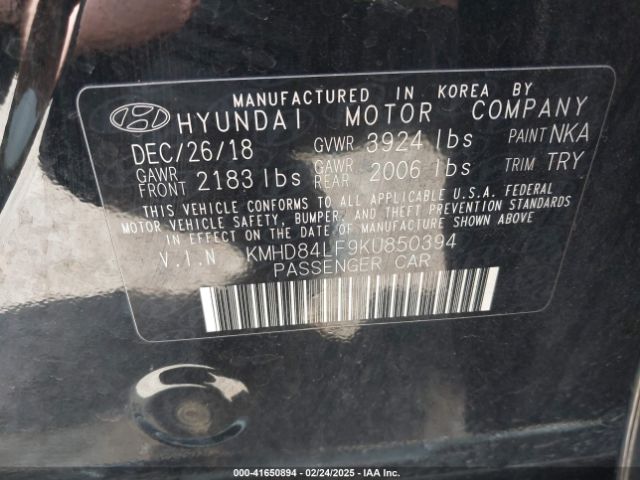 MANUFACTURED IN KOREA BY
HYUNDAI MOTOR COMPANY
DEC/26/18 GVWR 3924 lbs PAINT NKA
GAWR FRONT 2183 lbs GAWR REAR 2006 lbs TRIM TRY
THIS VEHICLE CONFORMS TO ALL APPLICABLE U.S.A. FEDERAL
MOTOR VEHICLE SAFETY, BUMPER, AND THEFT PREVENTION STANDARDS
IN EFFECT ON THE DATE OF MANUFACTURE SHOWN ABOVE.
V.I.N KMHD84LF9KU850394
PASSENGER CAR
000-41650894 - 02/24/2025 - IAA Inc.